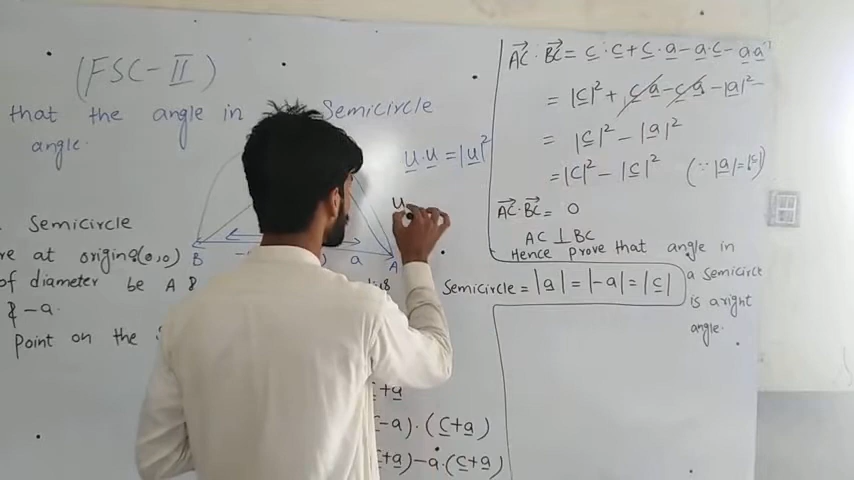 (FSC-II)
that the angle in Semicircle
angle.
u̲.u̲ = |u̲|²
u
B a A
Semicircle
re at origin(0,0)
of diameter be A &
& -a.
Point on the
Semicircle = |a̲| = |-a| = |c̲|
+a̲
-a).(c̲+a̲)
+a̲)-a.(c̲+a̲)
AC→.BC→ = c̲.c̲+c̲.a̲-a̲.c̲-a̲.a̲
= |c̲|²+c̲a̲-c̲a̲-|a̲|²-
= |c̲|²-|a̲|²
= |c|²-|c̲|² (∵|a̲|=|c̲|)
AC→.BC→ = 0
AC ⊥ BC
Hence prove that angle in
a Semicircle
is aright
angle.